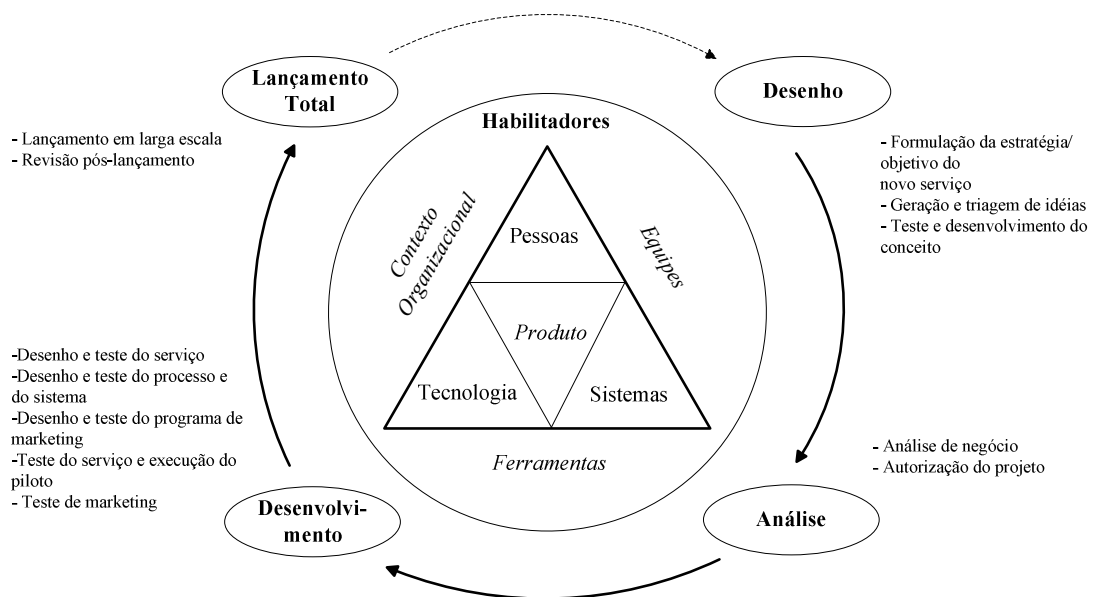 Lançamento
Total
Desenho
- Lançamento em larga escala
- Revisão pós-lançamento
Habilitadores
- Formulação da estratégia/
objetivo do
novo serviço
- Geração e triagem de idéias
- Teste e desenvolvimento do
conceito
Contexto
Organizacional
Pessoas
Equipes
Produto
Tecnologia
Sistemas
Ferramentas
-Desenho e teste do serviço
-Desenho e teste do processo e
do sistema
-Desenho e teste do programa de
marketing
-Teste do serviço e execução do
piloto
- Teste de marketing
- Análise de negócio
- Autorização do projeto
Desenvolvi-
mento
Análise